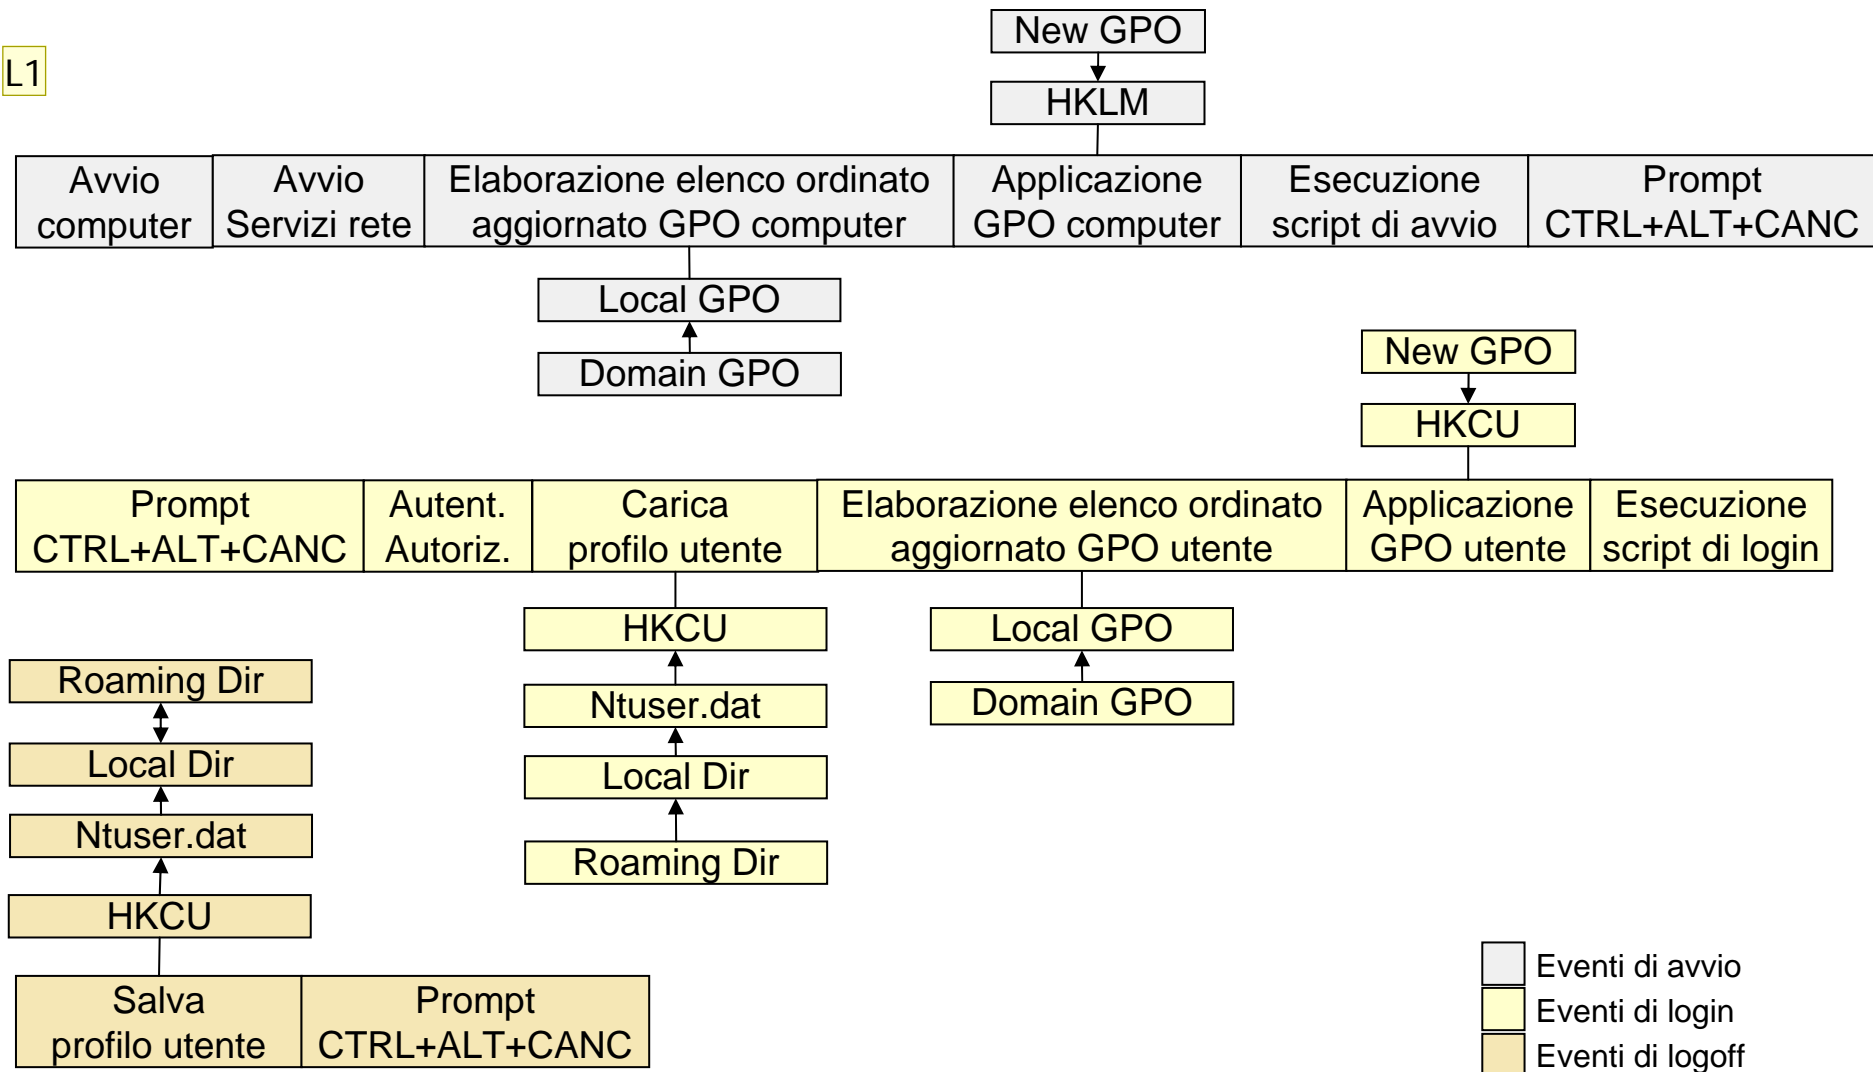 L1
New GPO
HKLM
Avvio
computer
Avvio
Servizi rete
Elaborazione elenco ordinato
aggiornato GPO computer
Applicazione
GPO computer
Esecuzione
script di avvio
Prompt
CTRL+ALT+CANC
Local GPO
Domain GPO
New GPO
HKCU
Prompt
CTRL+ALT+CANC
Autent.
Autoriz.
Carica
profilo utente
Elaborazione elenco ordinato
aggiornato GPO utente
Applicazione
GPO utente
Esecuzione
script di login
HKCU
Ntuser.dat
Local Dir
Roaming Dir
Local GPO
Domain GPO
Roaming Dir
Local Dir
Ntuser.dat
HKCU
Salva
profilo utente
Prompt
CTRL+ALT+CANC
Eventi di avvio
Eventi di login
Eventi di logoff